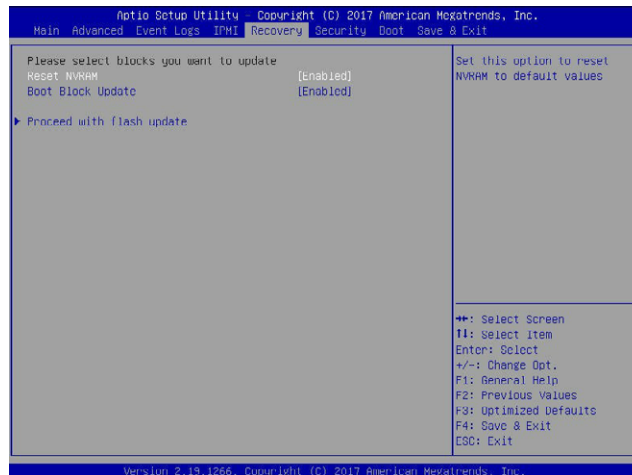 Aptio Setup Utility - Copyright (C) 2017 American Megatrends, Inc.
Main Advanced Event Logs IPMI Recovery Security Boot Save & Exit
Please select blocks you want to update
Reset NVRAM [Enabled]
Boot Block Update [Enabled]
▶ Proceed with flash update
Set this option to reset
NVRAM to default values
→←: Select Screen
↑↓: Select Item
Enter: Select
+/-: Change Opt.
F1: General Help
F2: Previous Values
F3: Optimized Defaults
F4: Save & Exit
ESC: Exit
Version 2.19.1266. Copyright (C) 2017 American Megatrends, Inc.